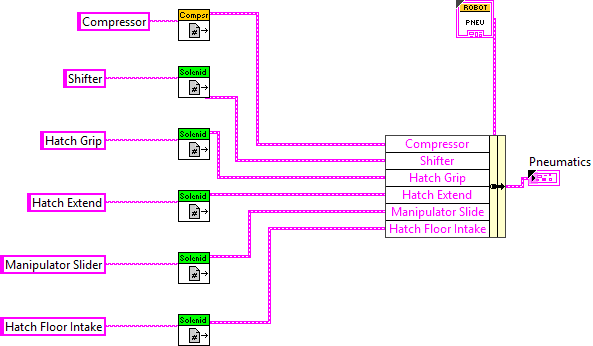 ROBOT
PNEU
Compressor
Compsr
#
Shifter
Solenid
#
Hatch Grip
Solenid
#
Hatch Extend
Solenid
#
Manipulator Slider
Solenid
#
Hatch Floor Intake
Solenid
#
Compressor
Shifter
Hatch Grip
Hatch Extend
Manipulator Slide
Hatch Floor Intake
Pneumatics